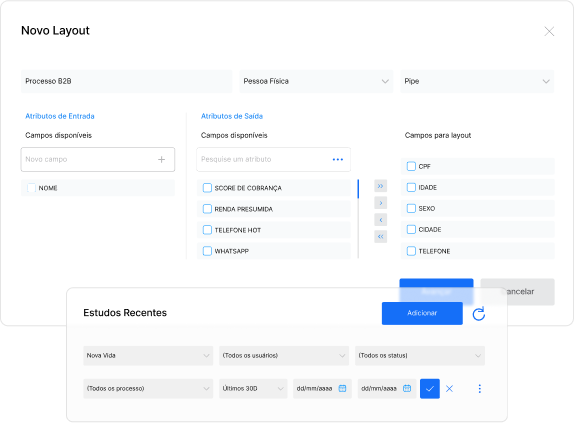 Novo Layout
Processo B2B
Pessoa Física
Pipe
Atributos de Entrada
Atributos de Saída
Campos disponíveis
Campos disponíveis
Campos para layout
Novo campo
Pesquise um atributo
NOME
SCORE DE COBRANÇA
RENDA PRESUMIDA
TELEFONE HOT
WHATSAPP
CPF
IDADE
SEXO
CIDADE
TELEFONE
Cancelar
Estudos Recentes
Adicionar
Nova Vida
(Todos os usuários)
(Todos os status)
(Todos os processo)
Últimos 30D
dd/mm/aaaa
dd/mm/aaaa